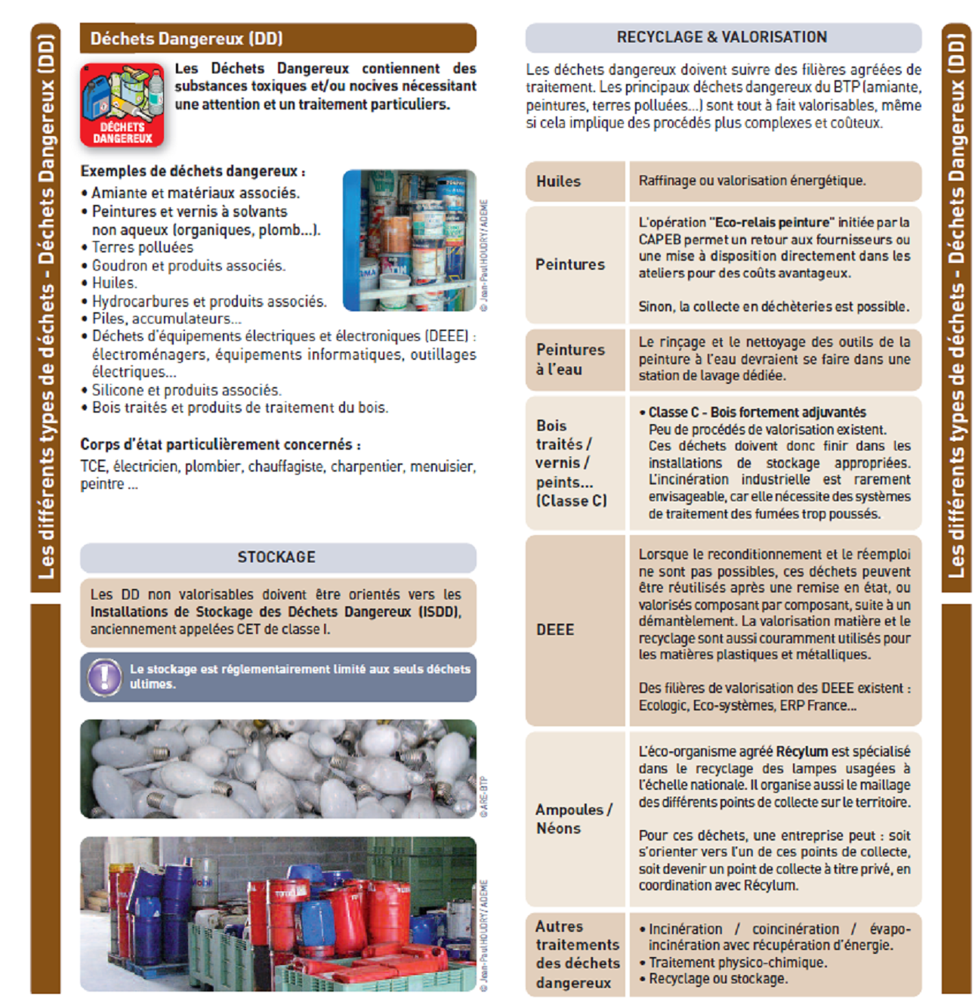 Les différents types de déchets - Déchets Dangereux (DD)
Déchets Dangereux (DD)
DÉCHETS
DANGEREUX
Les Déchets Dangereux contiennent des
substances toxiques et/ou nocives nécessitant
une attention et un traitement particuliers.
Exemples de déchets dangereux :
• Amiante et matériaux associés.
• Peintures et vernis à solvants
non aqueux (organiques, plomb...).
• Terres polluées
• Goudron et produits associés.
• Huiles.
• Hydrocarbures et produits associés.
• Piles, accumulateurs...
• Déchets d'équipements électriques et électroniques (DEEE) :
électroménagers, équipements informatiques, outillages
électriques...
• Silicone et produits associés.
• Bois traités et produits de traitement du bois.
© Jean-Paul HOUDRY/ADEME
Corps d'état particulièrement concernés :
TCE, électricien, plombier, chauffagiste, charpentier, menuisier,
peintre ...
STOCKAGE
Les DD non valorisables doivent être orientés vers les
Installations de Stockage des Déchets Dangereux (ISDD),
anciennement appelées CET de classe I.
Le stockage est réglementairement limité aux seuls déchets
ultimes.
© ARE-BTP
© Jean-Paul HOUDRY/ADEME
RECYCLAGE & VALORISATION
Les déchets dangereux doivent suivre des filières agréées de
traitement. Les principaux déchets dangereux du BTP (amiante,
peintures, terres polluées...) sont tout à fait valorisables, même
si cela implique des procédés plus complexes et coûteux.
Huiles
Raffinage ou valorisation énergétique.
Peintures
L'opération "Eco-relais peinture" initiée par la
CAPEB permet un retour aux fournisseurs ou
une mise à disposition directement dans les
ateliers pour des coûts avantageux.
Sinon, la collecte en déchèteries est possible.
Peintures
à l'eau
Le rinçage et le nettoyage des outils de la
peinture à l'eau devraient se faire dans une
station de lavage dédiée.
Bois
traités /
vernis /
peints...
(Classe C)
• Classe C - Bois fortement adjuvantés
Peu de procédés de valorisation existent.
Ces déchets doivent donc finir dans les
installations de stockage appropriées.
L'incinération industrielle est rarement
envisageable, car elle nécessite des systèmes
de traitement des fumées trop poussés.
DEEE
Lorsque le reconditionnement et le réemploi
ne sont pas possibles, ces déchets peuvent
être réutilisés après une remise en état, ou
valorisés composant par composant, suite à un
démantèlement. La valorisation matière et le
recyclage sont aussi couramment utilisés pour
les matières plastiques et métalliques.
Des filières de valorisation des DEEE existent :
Ecologic, Eco-systèmes, ERP France...
Ampoules /
Néons
L'éco-organisme agréé Récylum est spécialisé
dans le recyclage des lampes usagées à
l'échelle nationale. Il organise aussi le maillage
des différents points de collecte sur le territoire.
Pour ces déchets, une entreprise peut : soit
s'orienter vers l'un de ces points de collecte,
soit devenir un point de collecte à titre privé, en
coordination avec Récylum.
Autres
traitements
des déchets
dangereux
• Incinération / coincinération / évapo-
incinération avec récupération d'énergie.
• Traitement physico-chimique.
• Recyclage ou stockage.
Les différents types de déchets - Déchets Dangereux (DD)